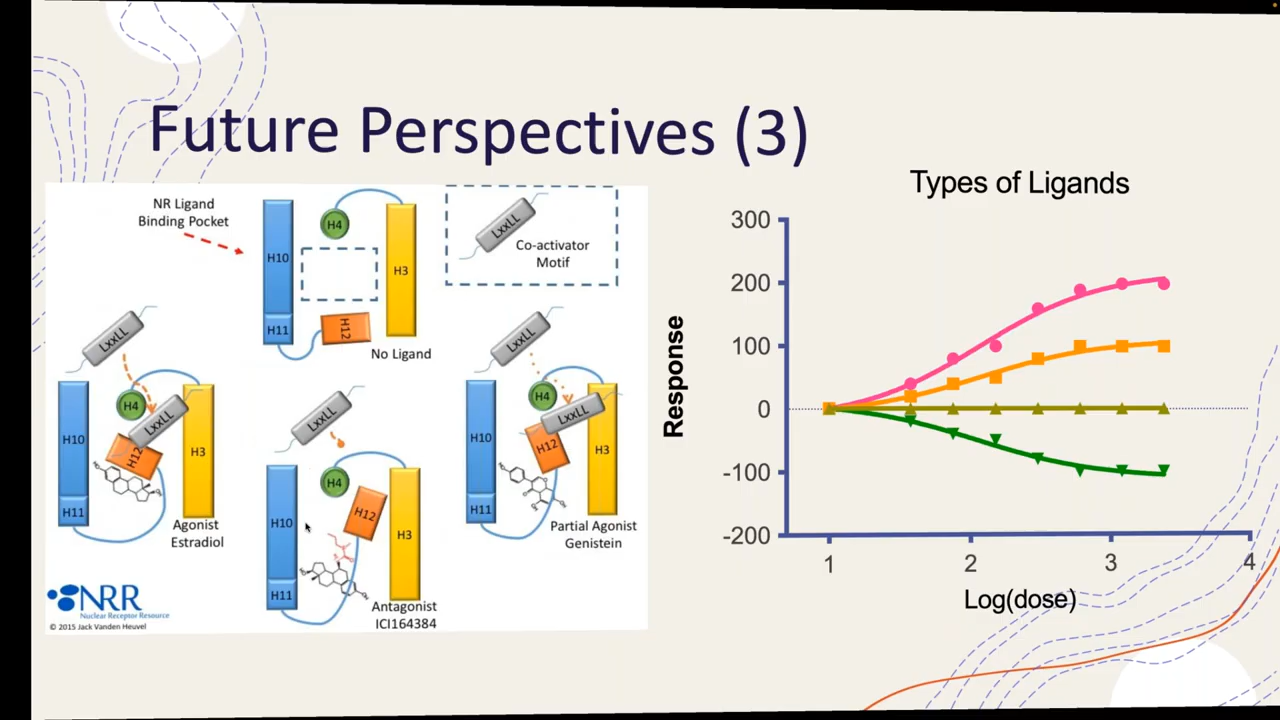 Future Perspectives (3)
NR Ligand
Binding Pocket
H10
H11
H4
H12
H3
No Ligand
LxxLL
Co-activator
Motif
LxxLL
H4
LxxLL
H10
H12
H3
H11
Agonist
Estradiol
LxxLL
H4
H10
H12
H3
H11
Antagonist
ICI164384
LxxLL
H4
LxxLL
H10
H12
H3
H11
Partial Agonist
Genistein
NRR
Nuclear Receptor Resource
© 2015 Jack Vanden Heuvel
Types of Ligands
Response
300
200
100
0
-100
-200
1
2
3
4
Log(dose)